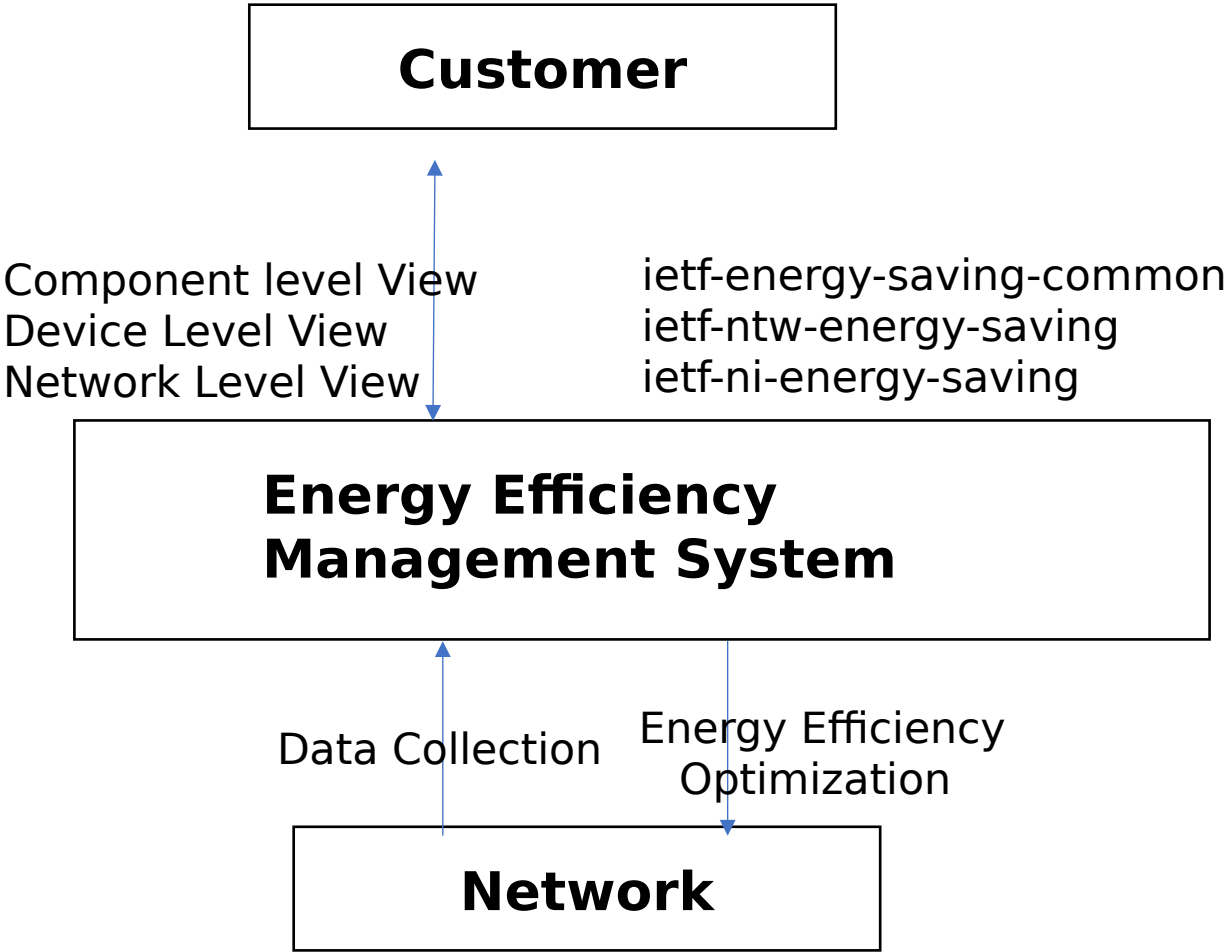 Customer
Component level View
Device Level View
Network Level View
ietf-energy-saving-common
ietf-ntw-energy-saving
ietf-ni-energy-saving
Energy Efficiency
Management System
Data Collection
Energy Efficiency
Optimization
Network